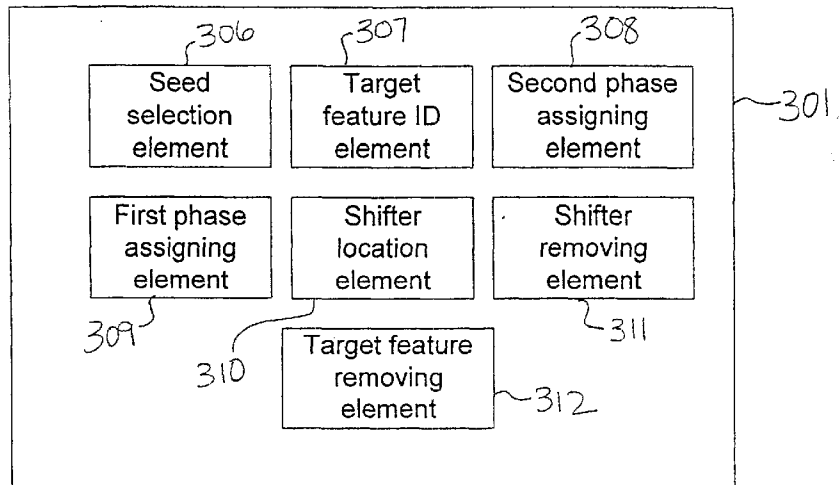 306 307 308
Seed selection element
Target feature ID element
Second phase assigning element
301
First phase assigning element
Shifter location element
Shifter removing element
309 310 311
Target feature removing element
312